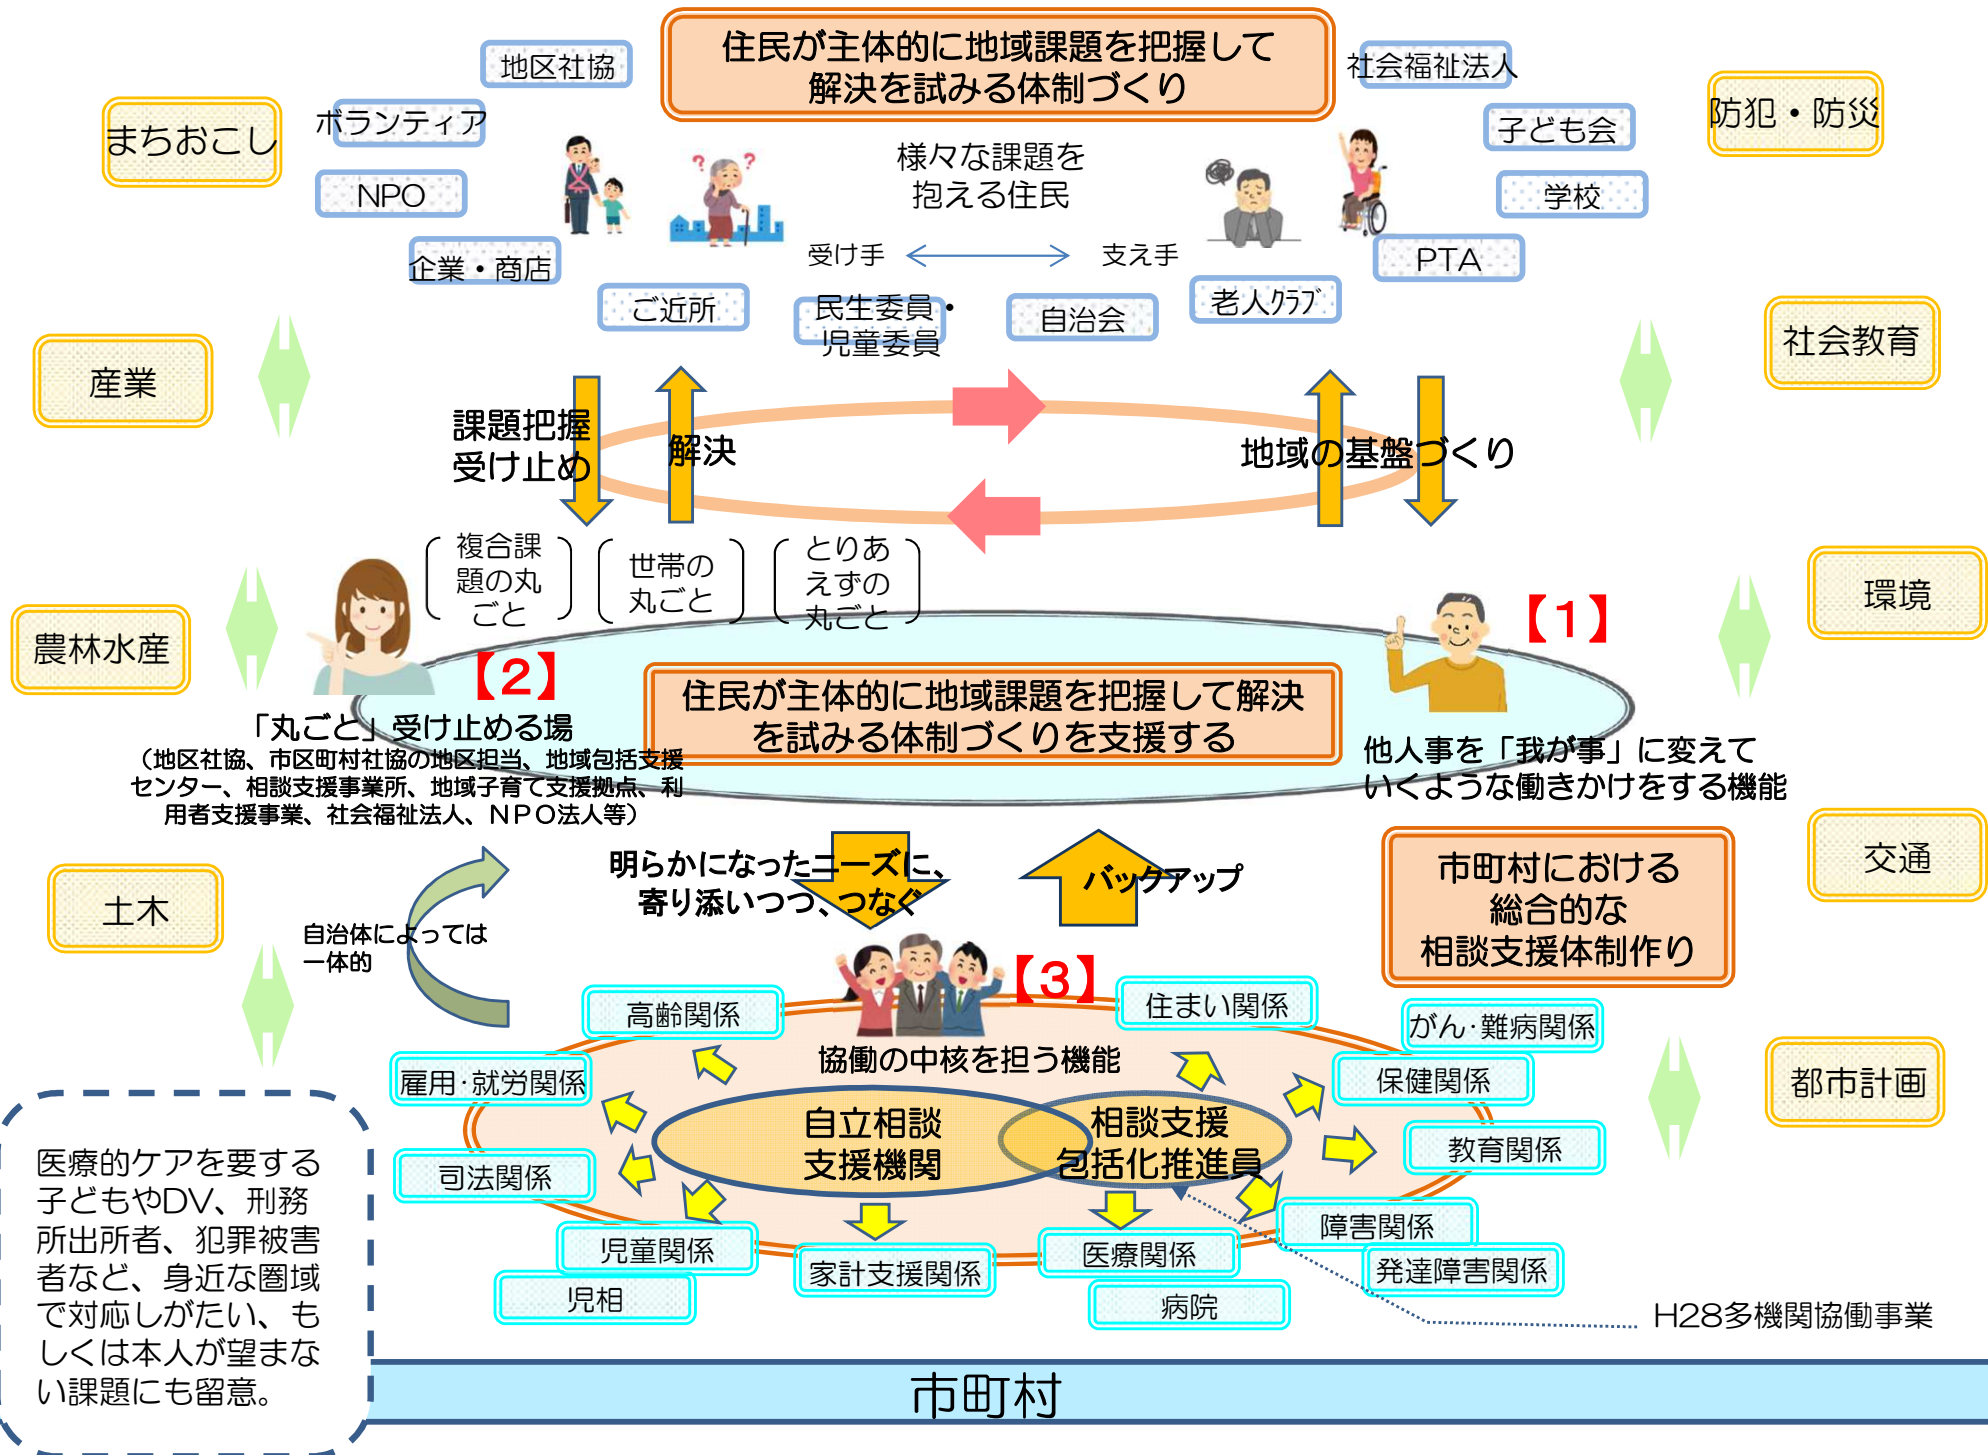 住民が主体的に地域課題を把握して
解決を試みる体制づくり
地区社協
社会福祉法人
まちおこし
ボランティア
子ども会
防犯・防災
NPO
様々な課題を
抱える住民
学校
企業・商店
受け手
支え手
PTA
ご近所
民生委員・
児童委員
自治会
老人ｸﾗﾌﾞ
産業
社会教育
課題把握
受け止め
解決
地域の基盤づくり
複合課
題の丸
ごと
世帯の
丸ごと
とりあ
えずの
丸ごと
農林水産
環境
【1】
【2】
住民が主体的に地域課題を把握して解決
を試みる体制づくりを支援する
「丸ごと」受け止める場
（地区社協、市区町村社協の地区担当、地域包括支援
センター、相談支援事業所、地域子育て支援拠点、利
用者支援事業、社会福祉法人、ＮＰＯ法人等）
他人事を「我が事」に変えて
いくような働きかけをする機能
土木
交通
明らかになったニーズに、
寄り添いつつ、つなぐ
バックアップ
市町村における
総合的な
相談支援体制作り
自治体によっては
一体的
【3】
高齢関係
住まい関係
がん･難病関係
雇用･就労関係
協働の中核を担う機能
保健関係
都市計画
自立相談
支援機関
相談支援
包括化推進員
教育関係
司法関係
児童関係
児相
家計支援関係
医療関係
病院
障害関係
発達障害関係
H28多機関協働事業
医療的ケアを要する
子どもやDV、刑務
所出所者、犯罪被害
者など、身近な圏域
で対応しがたい、も
しくは本人が望まな
い課題にも留意。
市町村